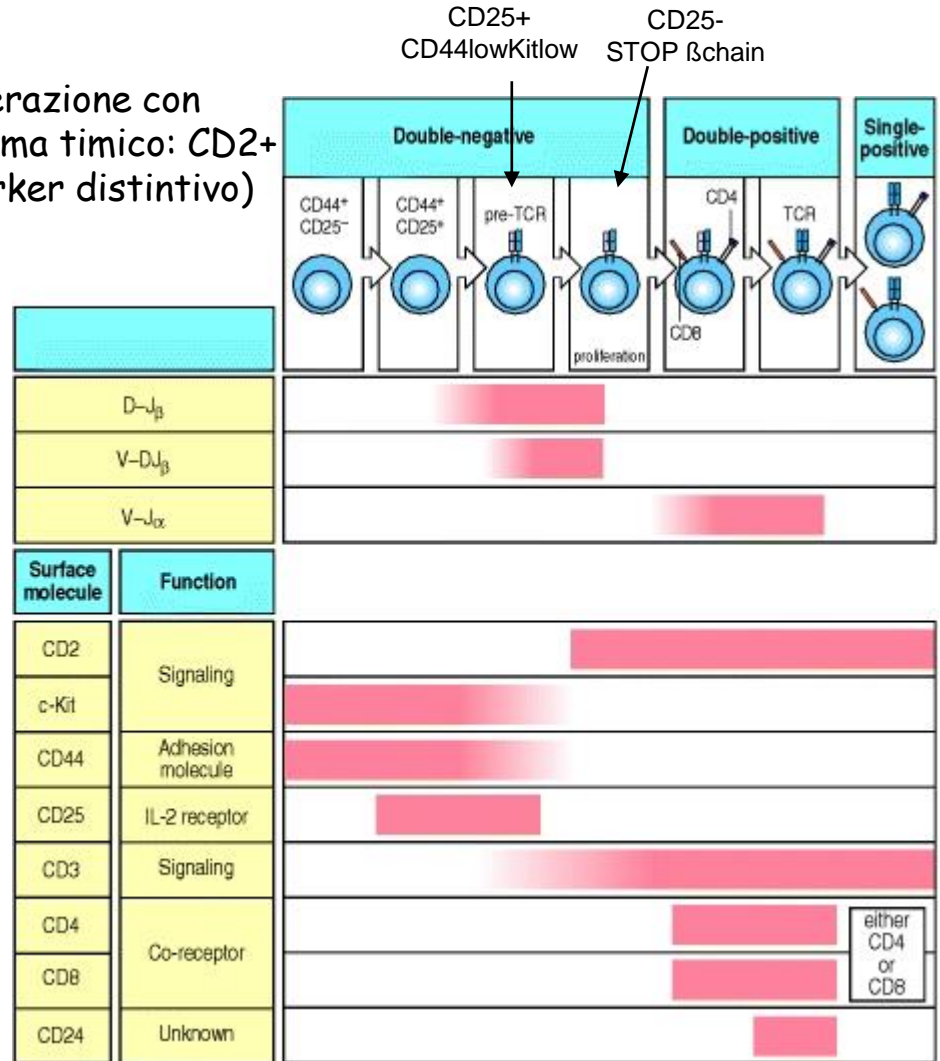 CD25+
CD44lowKitlow
CD25-
STOP ßchain
erazione con
ma timico: CD2+
rker distintivo)
Double-negative
Double-positive
Single-
positive
CD44⁺
CD25⁻
CD44⁺
CD25⁺
pre-TCR
proliferation
CD4
CD8
TCR
D–Jβ
V–DJβ
V–Jα
Surface
molecule
Function
CD2
Signaling
c-Kit
CD44
Adhesion
molecule
CD25
IL-2 receptor
CD3
Signaling
CD4
Co-receptor
CD8
either
CD4
or
CD8
CD24
Unknown